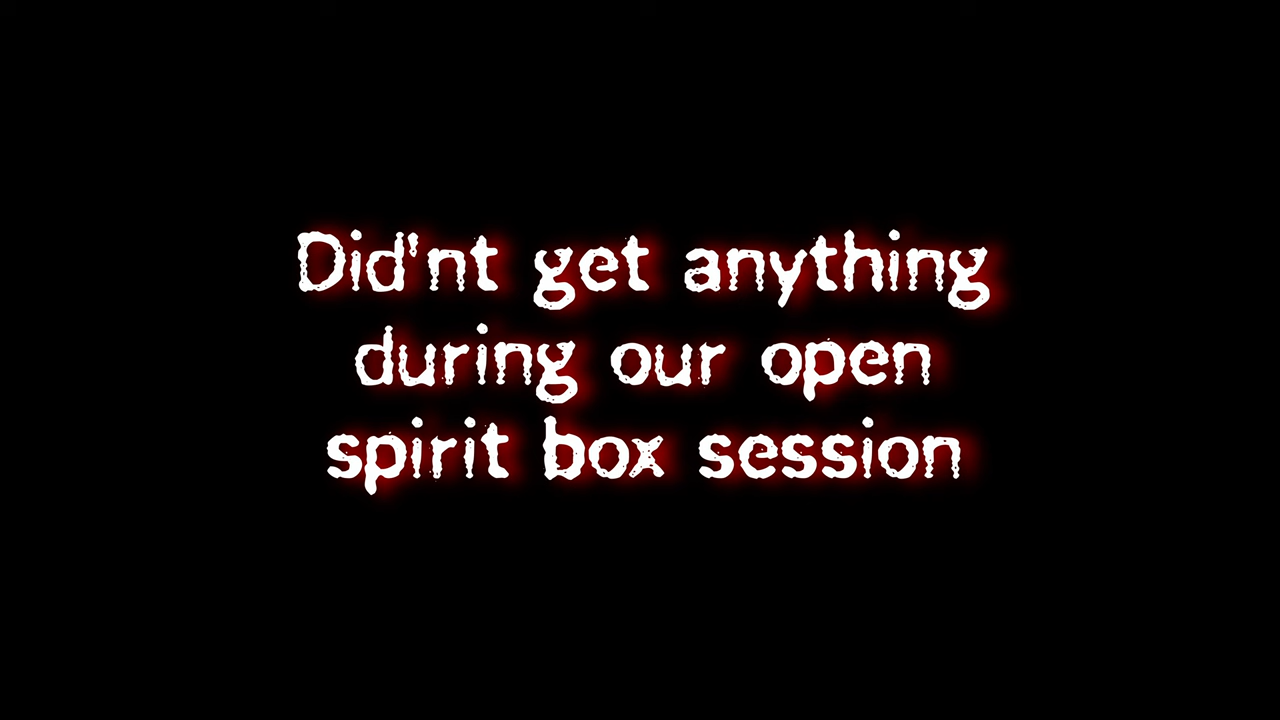 Did'nt get anything
during our open
spirit box session